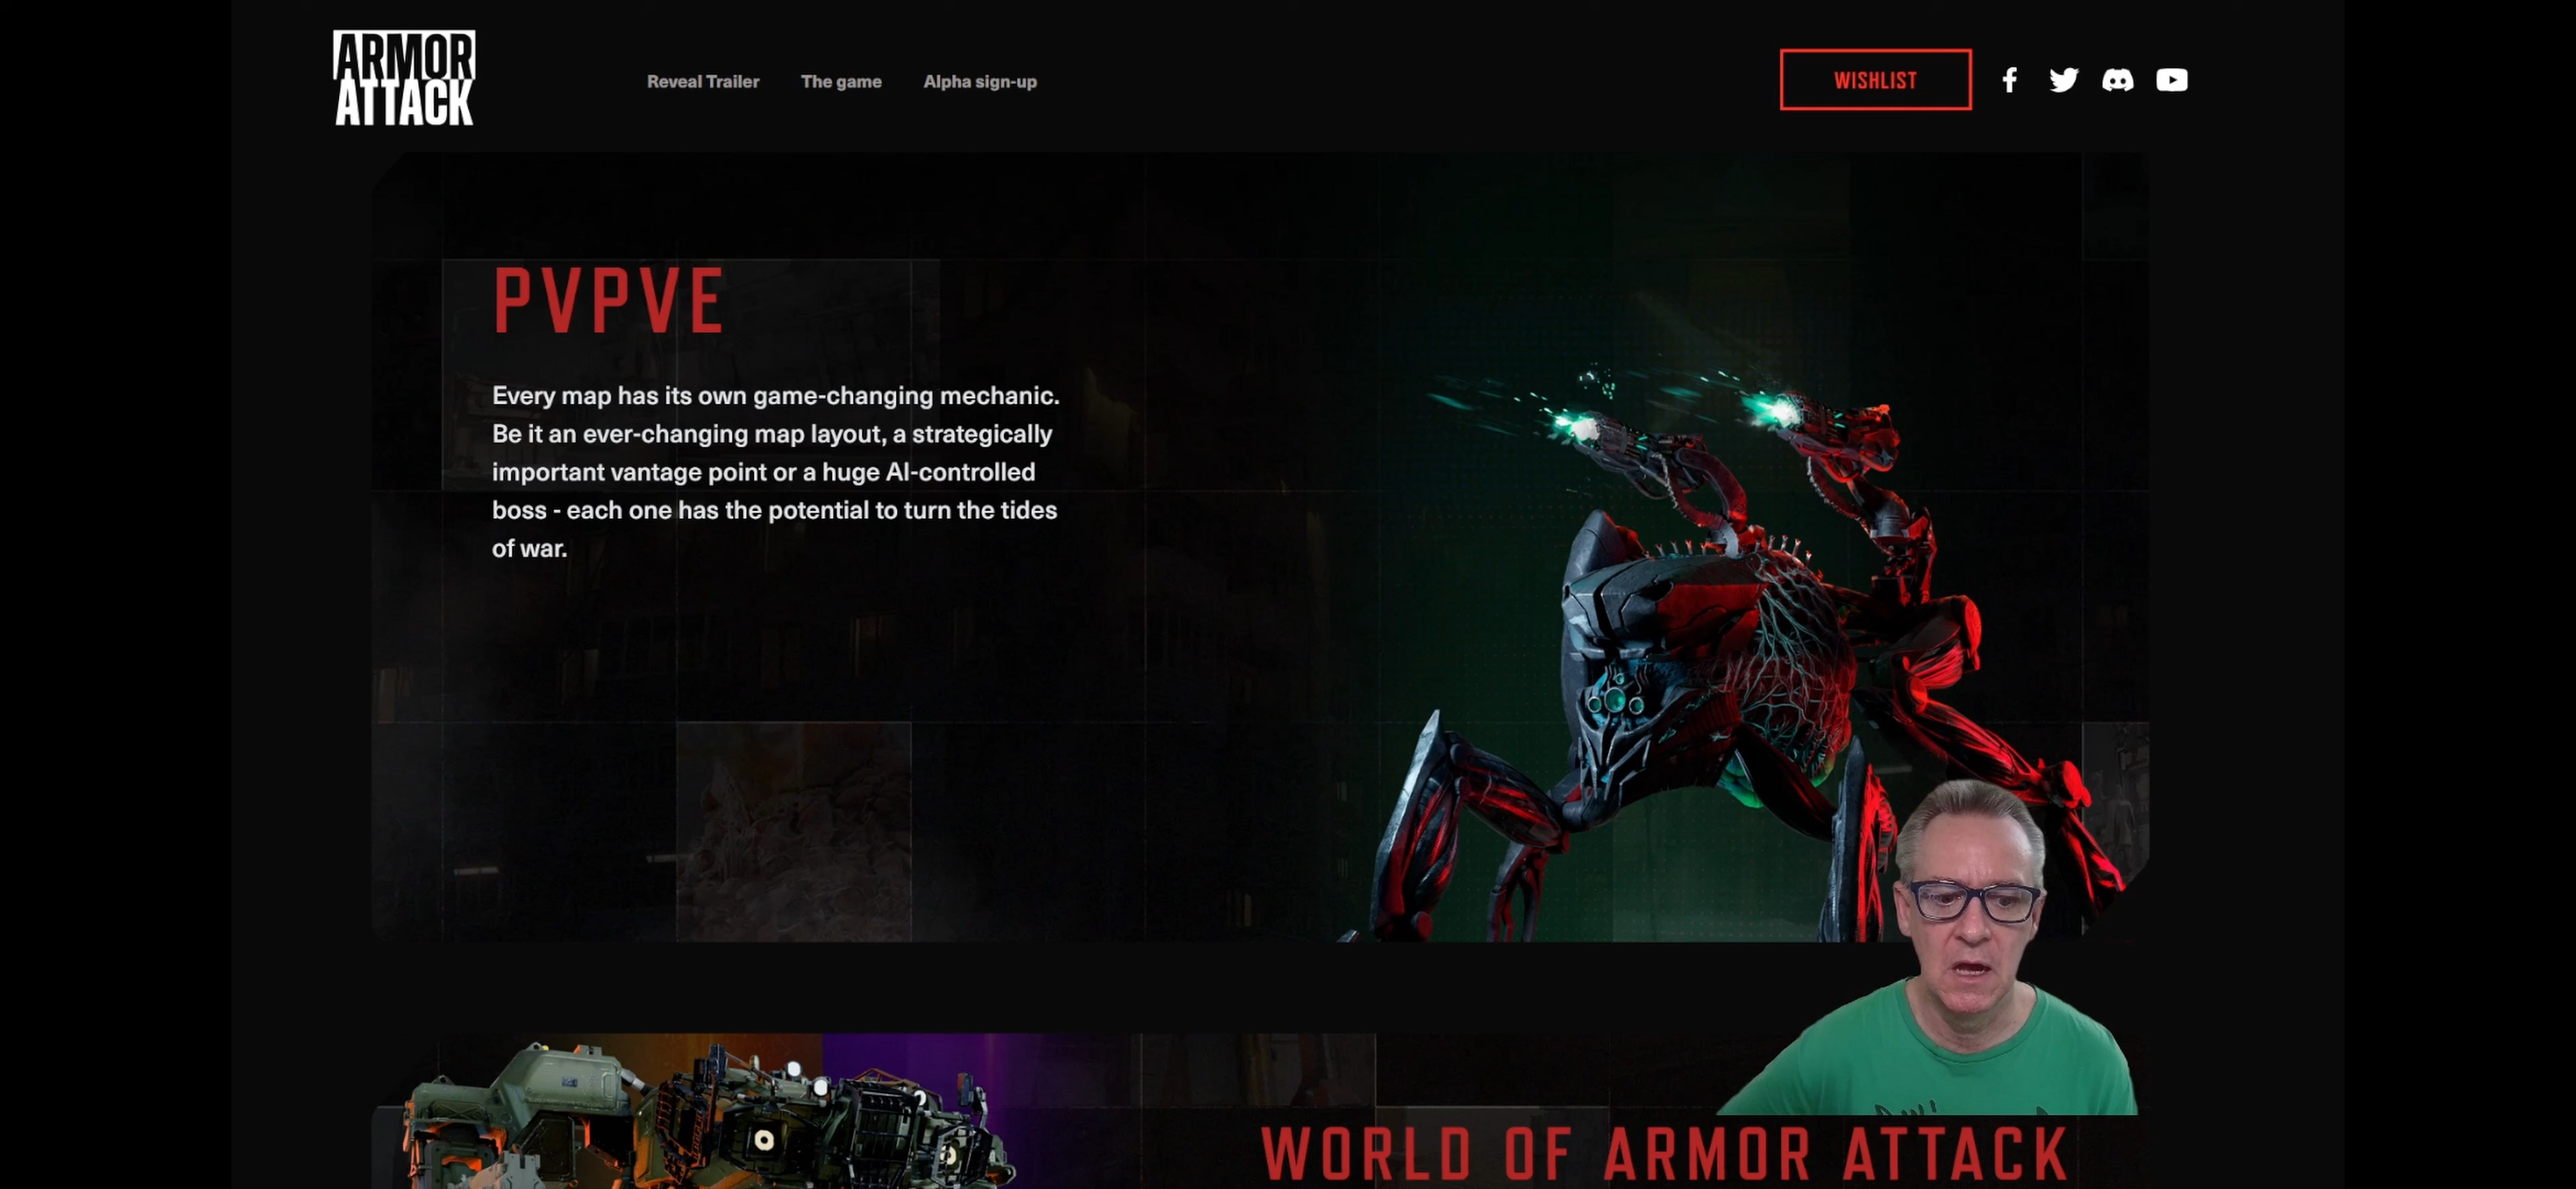 ARMOR
ATTACK
Reveal Trailer
The game
Alpha sign-up
WISHLIST
PVPVE
Every map has its own game-changing mechanic.
Be it an ever-changing map layout, a strategically
important vantage point or a huge AI-controlled
boss - each one has the potential to turn the tides
of war.
WORLD OF ARMOR ATTACK